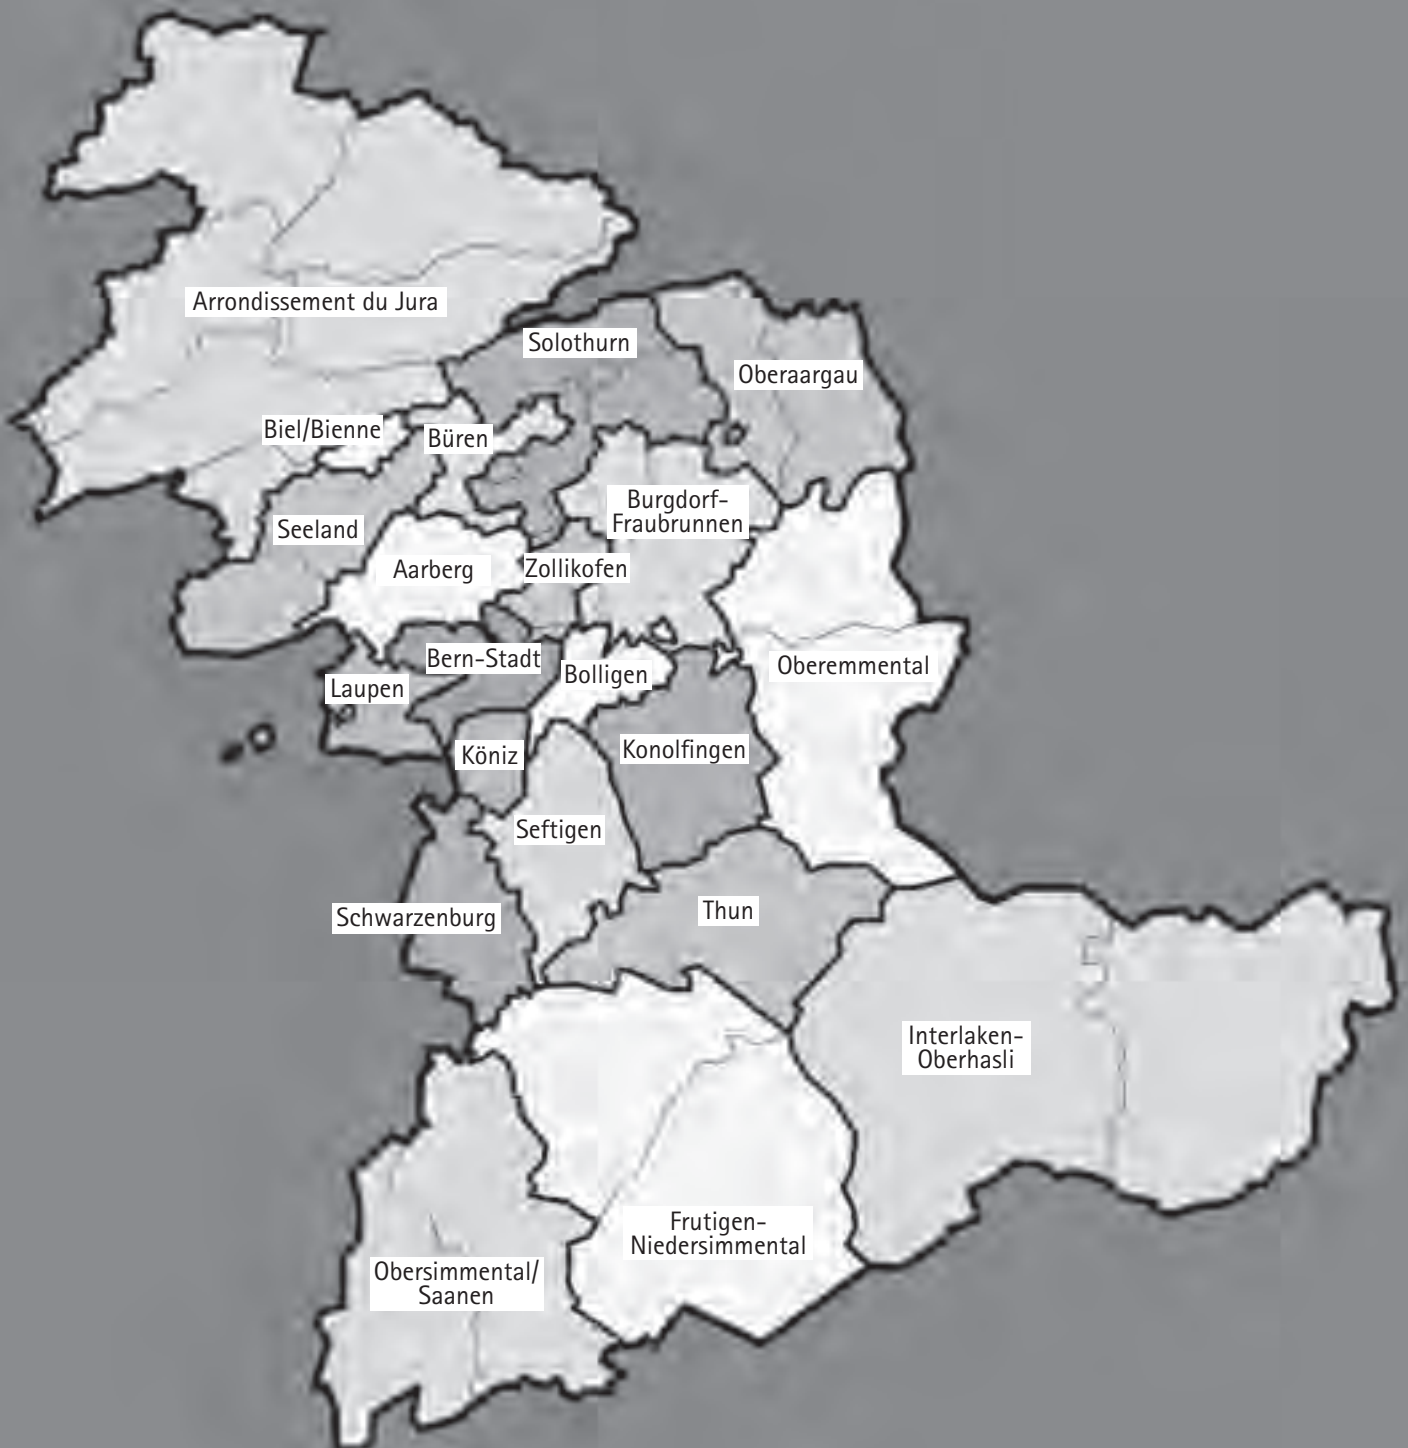 Arrondissement du Jura
Solothurn
Oberaargau
Biel/Bienne
Büren
Burgdorf-
Fraubrunnen
Seeland
Aarberg
Zollikofen
Bern-Stadt
Bolligen
Oberemmental
Laupen
Köniz
Konolfingen
Seftigen
Schwarzenburg
Thun
Interlaken-
Oberhasli
Frutigen-
Niedersimmental
Obersimmental/
Saanen